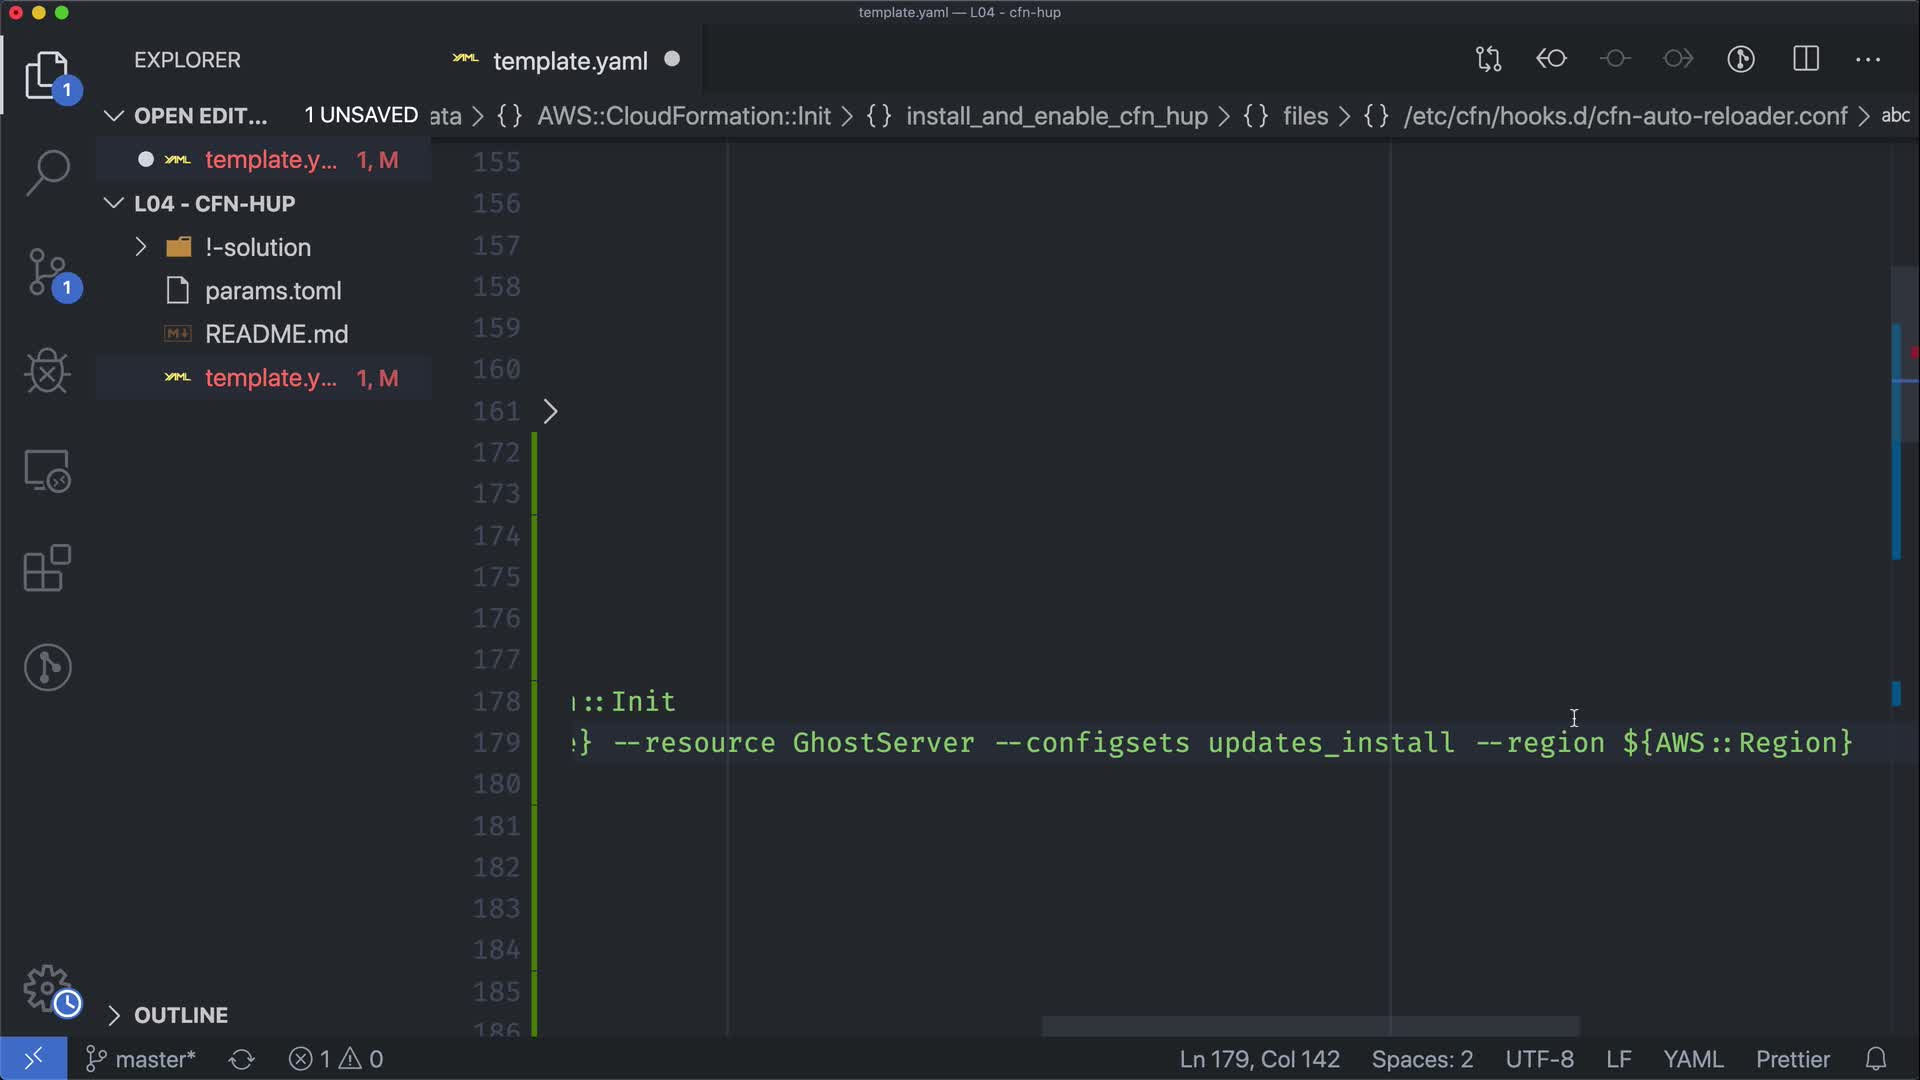 template.yaml — L04 - cfn-hup
EXPLORER
template.yaml
OPEN EDIT... 1 UNSAVED
ata > {} AWS::CloudFormation::Init > {} install_and_enable_cfn_hup > {} files > {} /etc/cfn/hooks.d/cfn-auto-reloader.conf > abc
template.y... 1, M
L04 - CFN-HUP
!-solution
params.toml
README.md
template.y... 1, M
155
156
157
158
159
160
161
172
173
174
175
176
177
178 ::Init
179 } --resource GhostServer --configsets updates_install --region ${AWS::Region}
180
181
182
183
184
185
186
OUTLINE
master* 1 0
Ln 179, Col 142 Spaces: 2 UTF-8 LF YAML Prettier
1
1